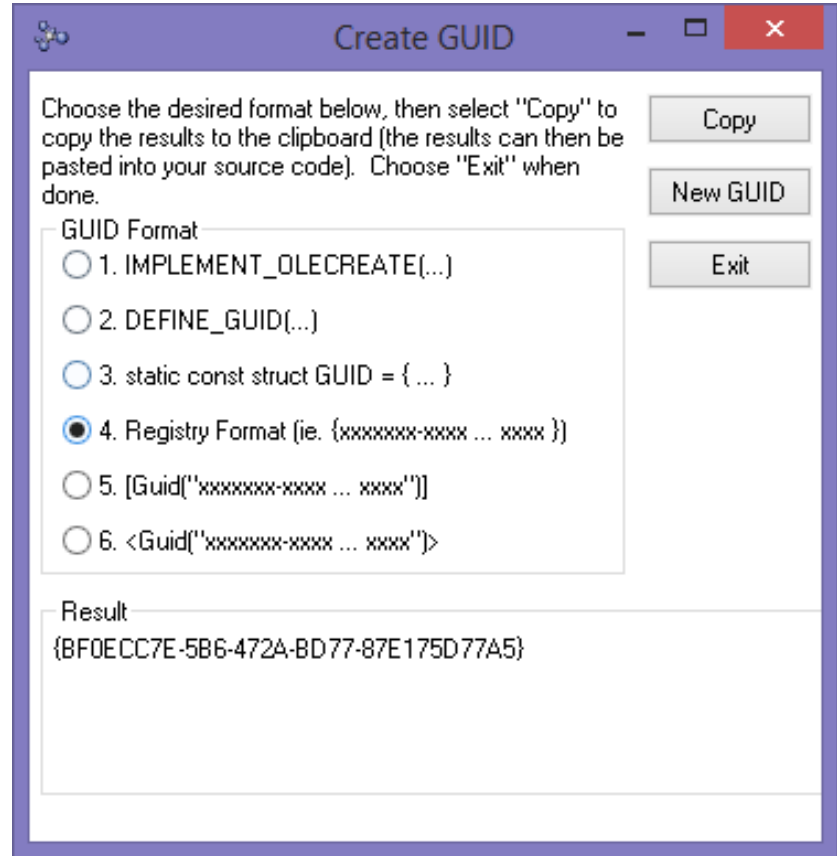 Create GUID
Choose the desired format below, then select "Copy" to
copy the results to the clipboard (the results can then be
pasted into your source code).  Choose "Exit" when
done.
Copy
New GUID
Exit
GUID Format
1. IMPLEMENT_OLECREATE(...)
2. DEFINE_GUID(...)
3. static const struct GUID = { ... }
4. Registry Format (ie. {xxxxxxx-xxxx ... xxxx })
5. [Guid("xxxxxxx-xxxx ... xxxx")]
6. <Guid("xxxxxxx-xxxx ... xxxx")>
Result
{BF0ECC7E-5B6-472A-BD77-87E175D77A5}